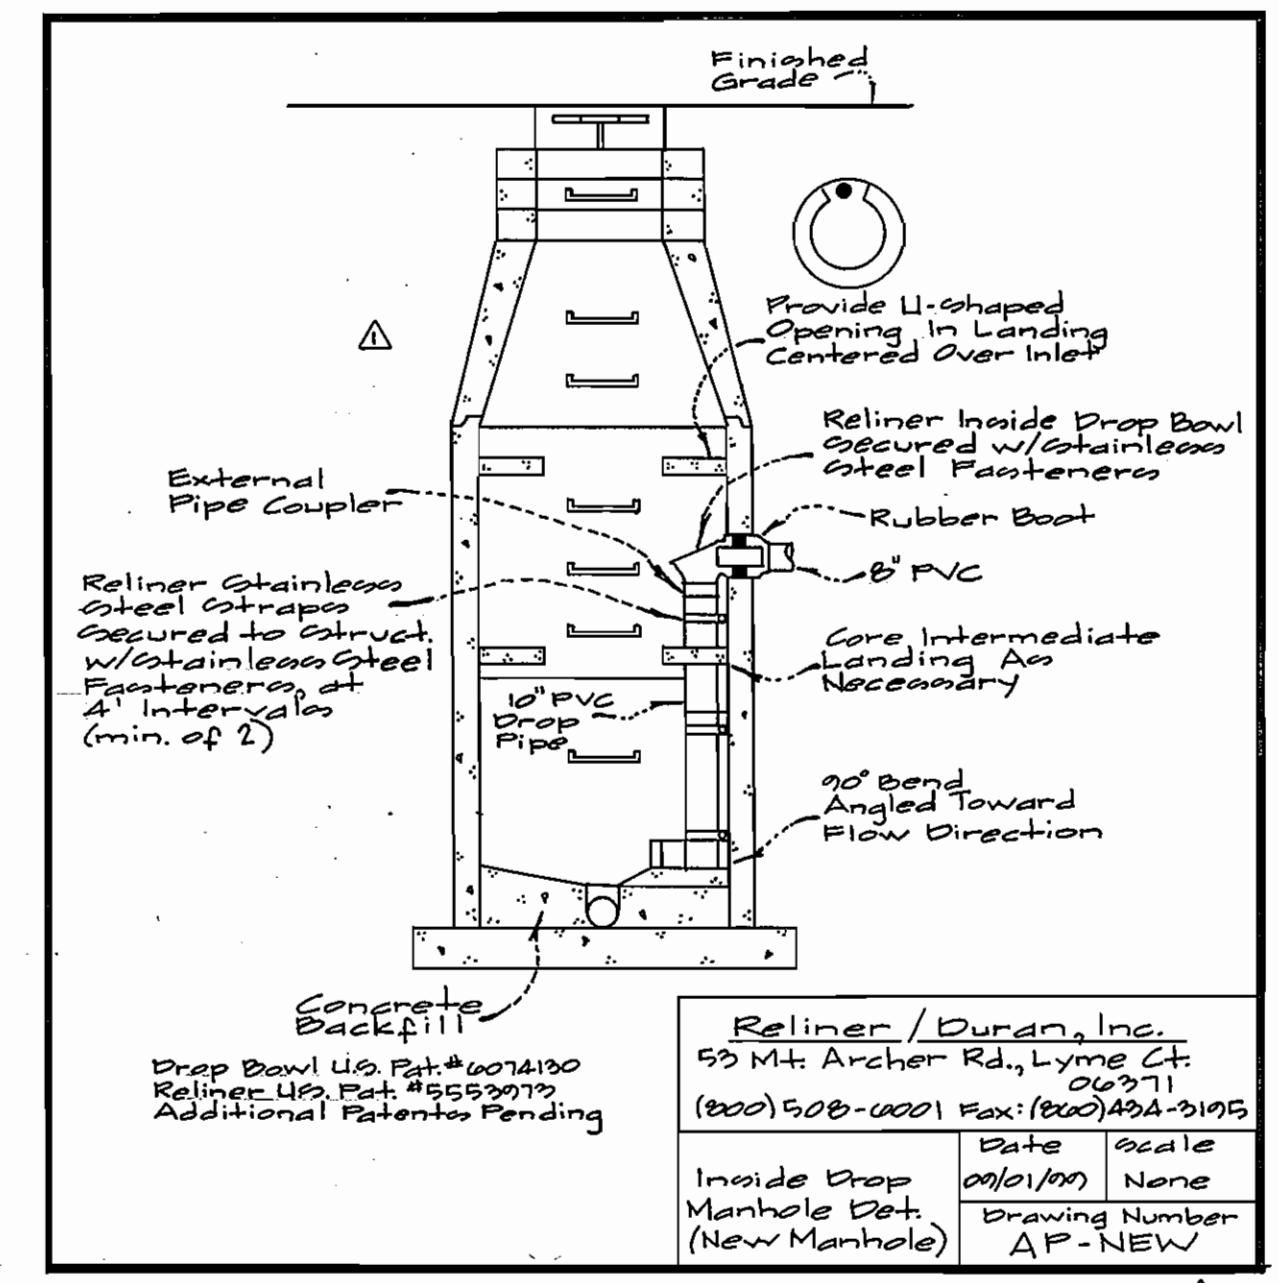 Finished
Grade
1
Provide U-shaped
Opening In Landing
Centered Over Inlet
Reliner Inside Drop Bowl
Secured w/Stainless
Steel Fasteners
External
Pipe Coupler
Rubber Boot
8" PVC
Reliner Stainless
Steel Straps
Secured to Struct.
w/Stainless Steel
Fasteners, at
4' Intervals
(min. of 2)
Core Intermediate
Landing As
Necessary
10" PVC
Drop
Pipe
90° Bend
Angled Toward
Flow Direction
Concrete
Backfill
Drop Bowl U.S. Pat.#6074130
Reliner U.S. Pat. #5553973
Additional Patents Pending
Reliner / Duran, Inc.
53 Mt. Archer Rd., Lyme Ct.
06371
(800) 508-6001 Fax: (860)434-3195
Inside Drop
Manhole Det.
(New Manhole)
Date
09/01/99
Scale
None
Drawing Number
AP-NEW